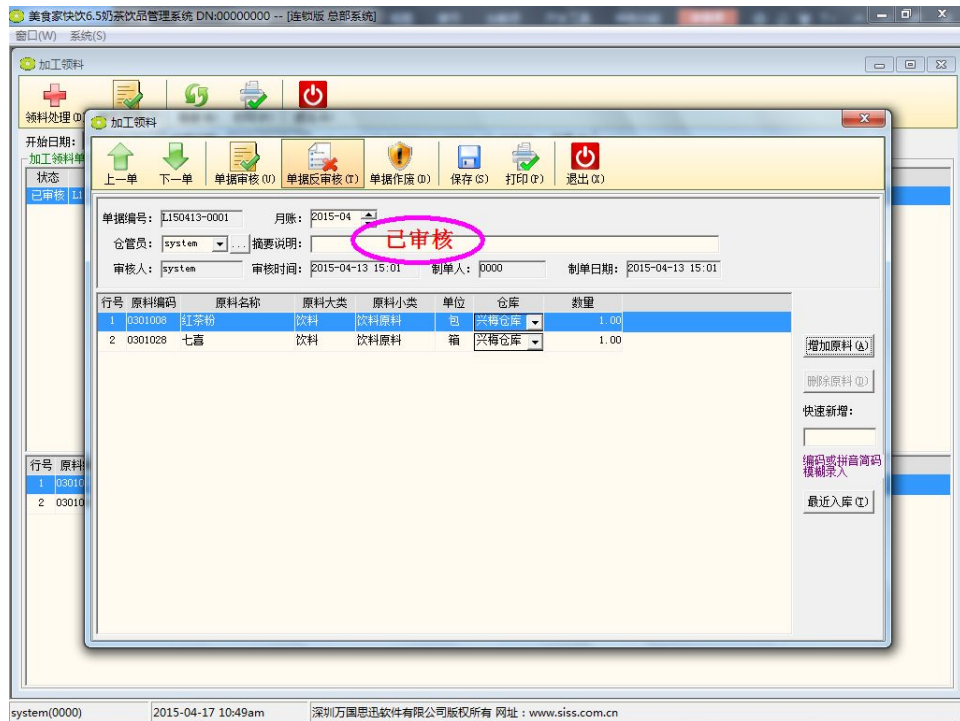 美食家快饮6.5奶茶饮品管理系统 DN:00000000 -- [连锁版 总部系统]
窗口(W) 系统(S)
加工领料
领料处理(D)
开始日期:
加工领料单
状态
已审核 L1
加工领料
上一单 下一单 单据审核(U) 单据反审核(T) 单据作废(D) 保存(S) 打印(P) 退出(X)
单据编号: L150413-0001 月账: 2015-04
仓管员: system ... 摘要说明: 已审核
审核人: system 审核时间: 2015-04-13 15:01 制单人: 0000 制单日期: 2015-04-13 15:01
行号 原料编码 原料名称 原料大类 原料小类 单位 仓库 数量
1 0301008 红茶粉 饮料 饮料原料 包 兴梅仓库 1.00
2 0301028 七喜 饮料 饮料原料 箱 兴梅仓库 1.00
增加原料(A)
删除原料(D)
快速新增:
编码或拼音简码
模糊录入
最近入库(T)
行号 原料
1 03010
2 03010
system(0000) 2015-04-17 10:49am 深圳万国思迅软件有限公司版权所有 网址：www.siss.com.cn